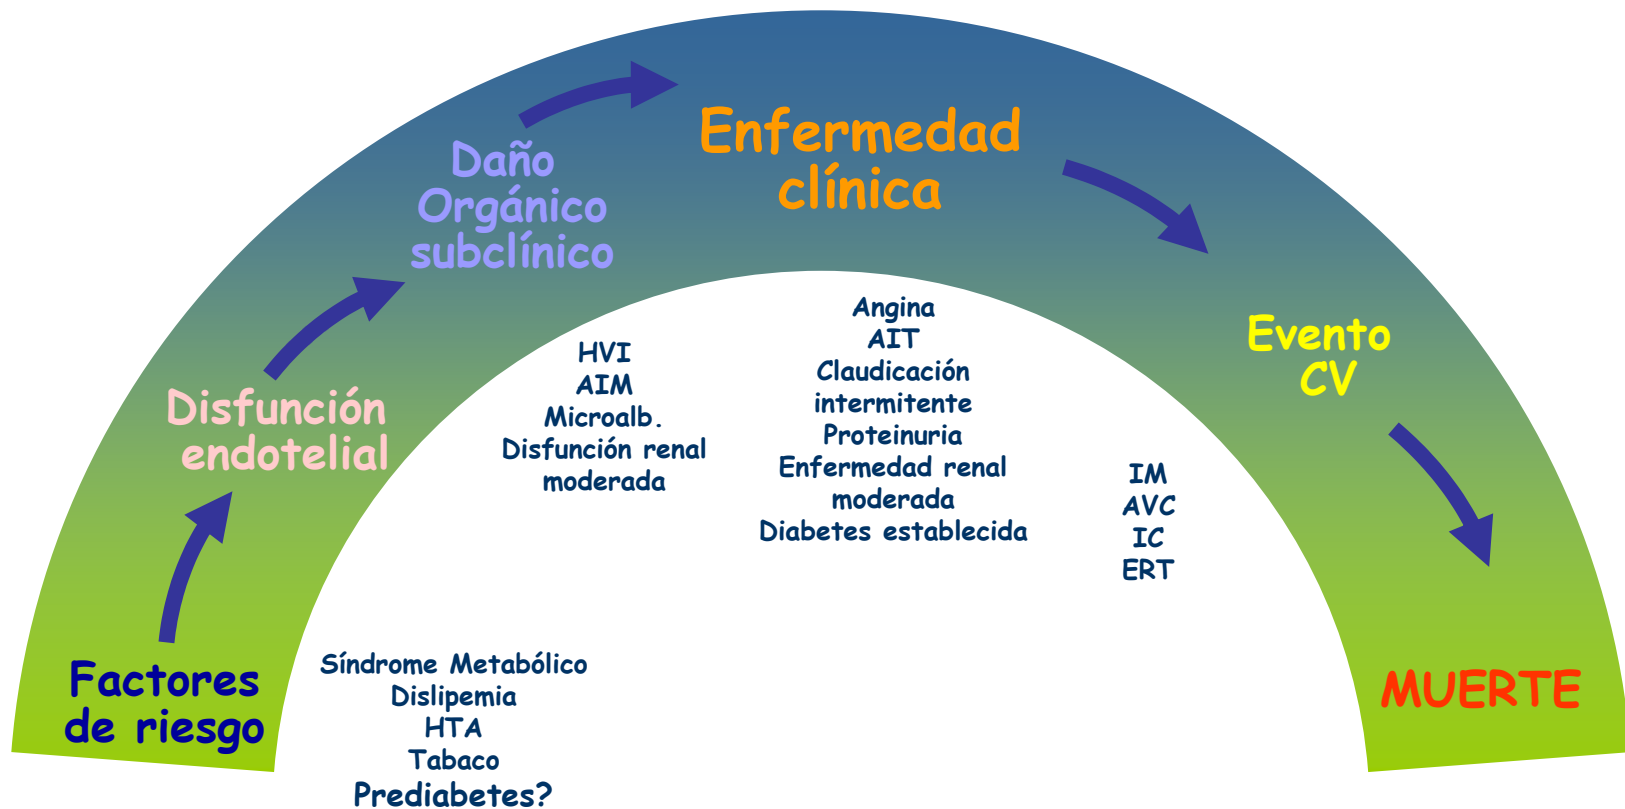 Factores
de riesgo
Disfunción
endotelial
Daño
Orgánico
subclínico
Enfermedad
clínica
Evento
CV
MUERTE
Síndrome Metabólico
Dislipemia
HTA
Tabaco
Prediabetes?
HVI
AIM
Microalb.
Disfunción renal
moderada
Angina
AIT
Claudicación
intermitente
Proteinuria
Enfermedad renal
moderada
Diabetes establecida
IM
AVC
IC
ERT